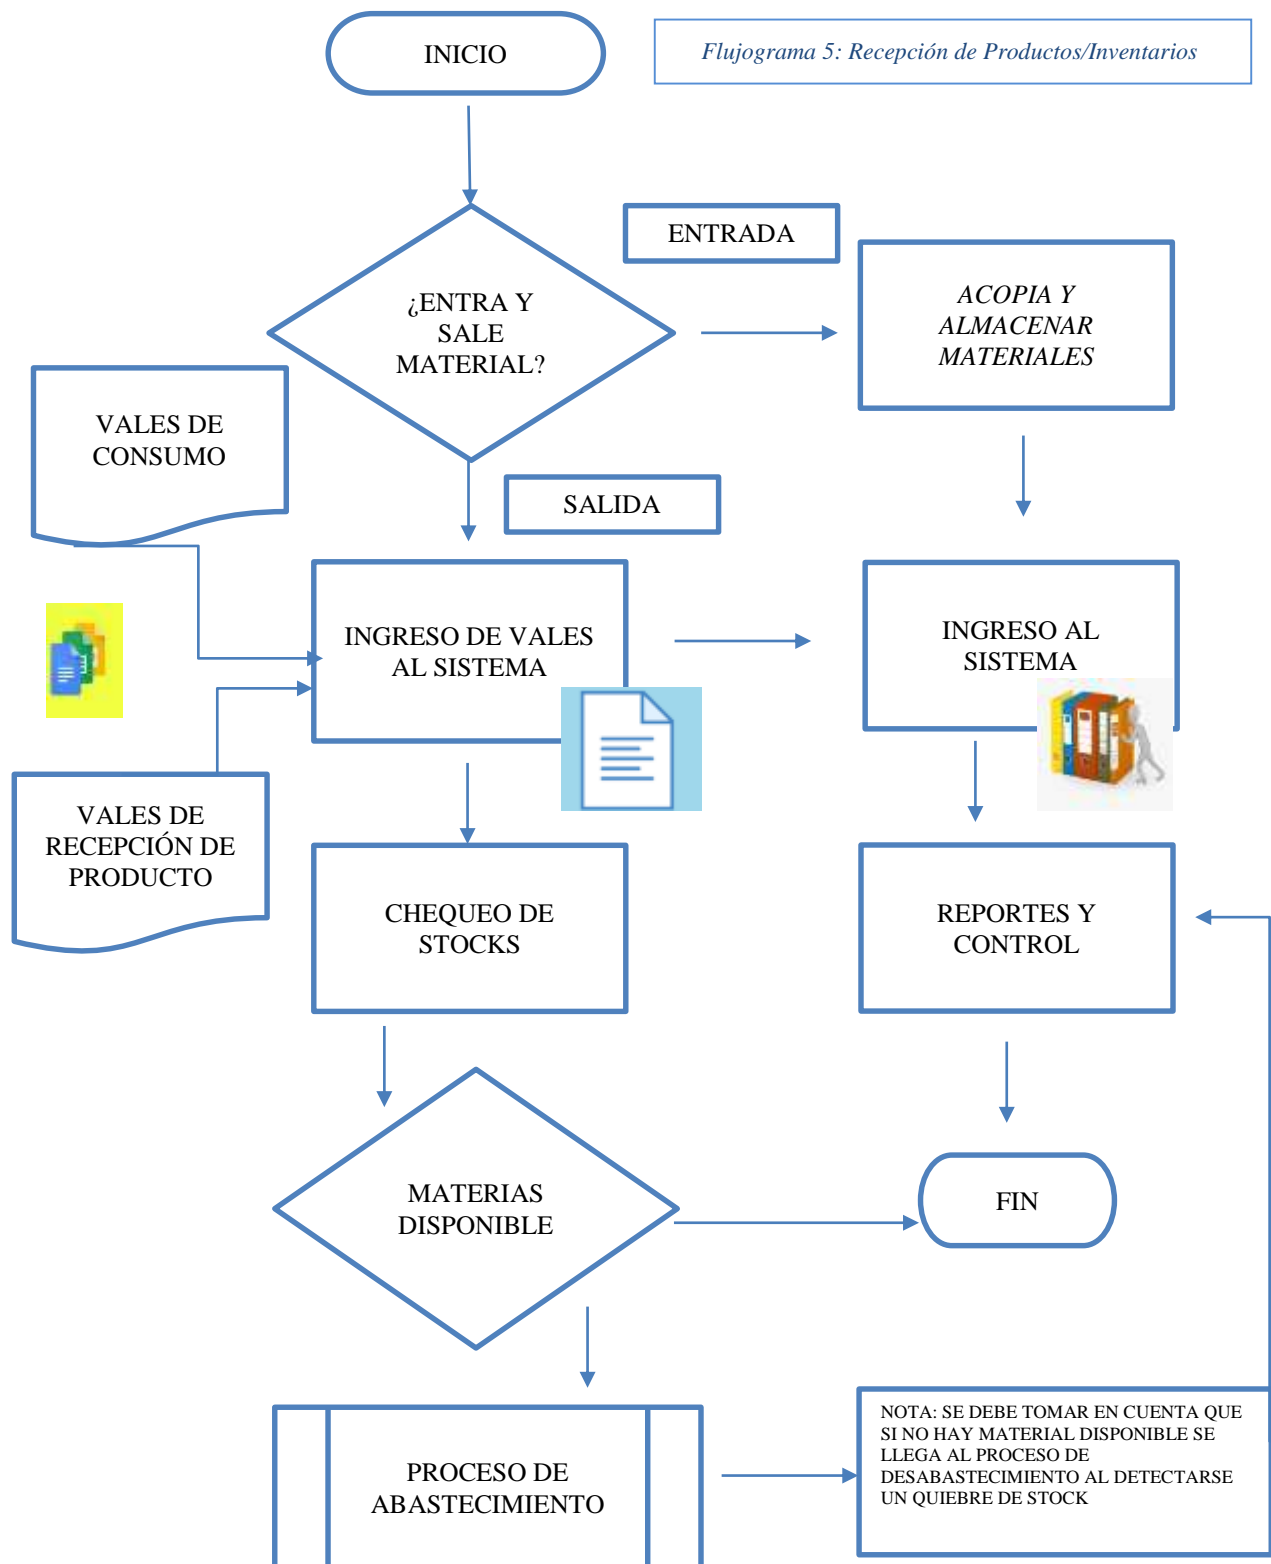 INICIO
Flujograma 5: Recepción de Productos/Inventarios
ENTRADA
¿ENTRA Y
SALE
MATERIAL?
ACOPIA Y
ALMACENAR
MATERIALES
VALES DE
CONSUMO
SALIDA
INGRESO DE VALES
AL SISTEMA
INGRESO AL
SISTEMA
VALES DE
RECEPCIÓN DE
PRODUCTO
CHEQUEO DE
STOCKS
REPORTES Y
CONTROL
MATERIAS
DISPONIBLE
FIN
PROCESO DE
ABASTECIMIENTO
NOTA: SE DEBE TOMAR EN CUENTA QUE
SI NO HAY MATERIAL DISPONIBLE SE
LLEGA AL PROCESO DE
DESABASTECIMIENTO AL DETECTARSE
UN QUIEBRE DE STOCK